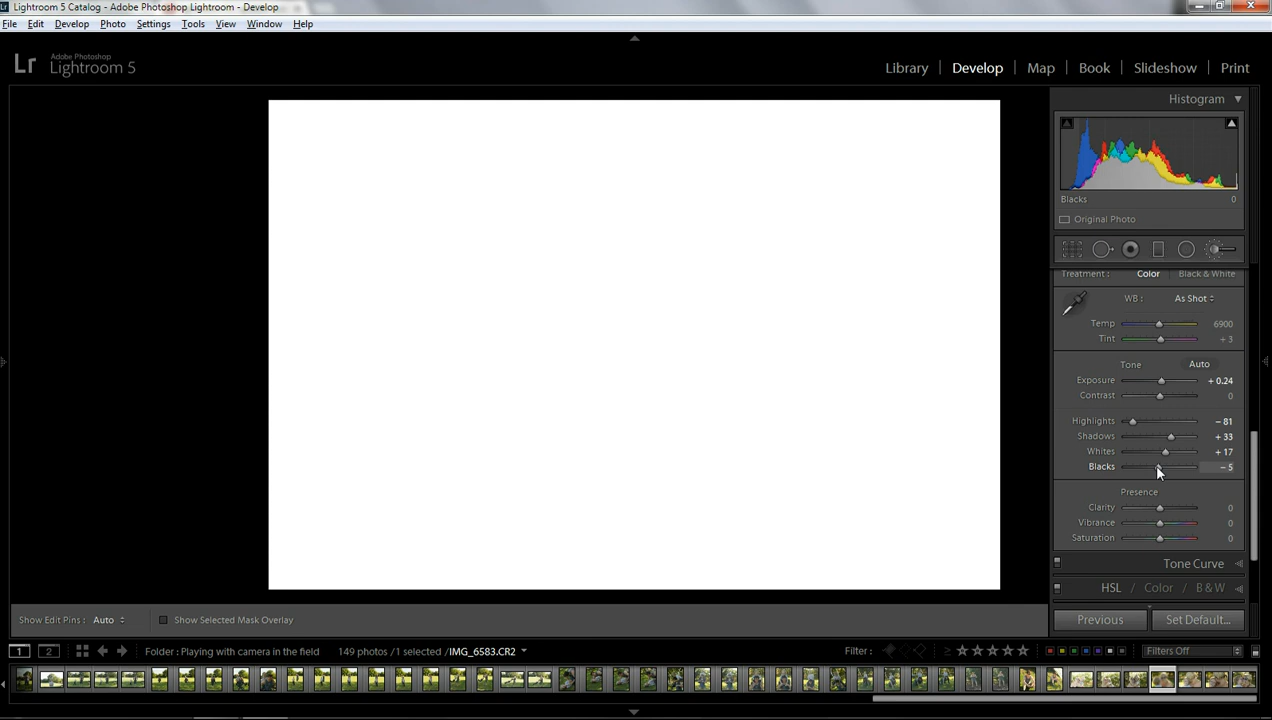 Lightroom 5 Catalog - Adobe Photoshop Lightroom - Develop
File Edit Develop Photo Settings Tools View Window Help
Lr Adobe Photoshop
Lightroom 5
Library | Develop | Map | Book | Slideshow | Print
Histogram
Blacks 0
Original Photo
Treatment : Color Black & White
WB : As Shot
Temp 6900
Tint + 3
Tone Auto
Exposure + 0.24
Contrast 0
Highlights − 81
Shadows + 33
Whites + 17
Blacks − 5
Presence
Clarity 0
Vibrance 0
Saturation 0
Tone Curve
HSL / Color / B & W
Show Edit Pins : Auto Show Selected Mask Overlay Previous Set Default...
1 2 Folder : Playing with camera in the field 149 photos /1 selected /IMG_6583.CR2 Filter : Filters Off